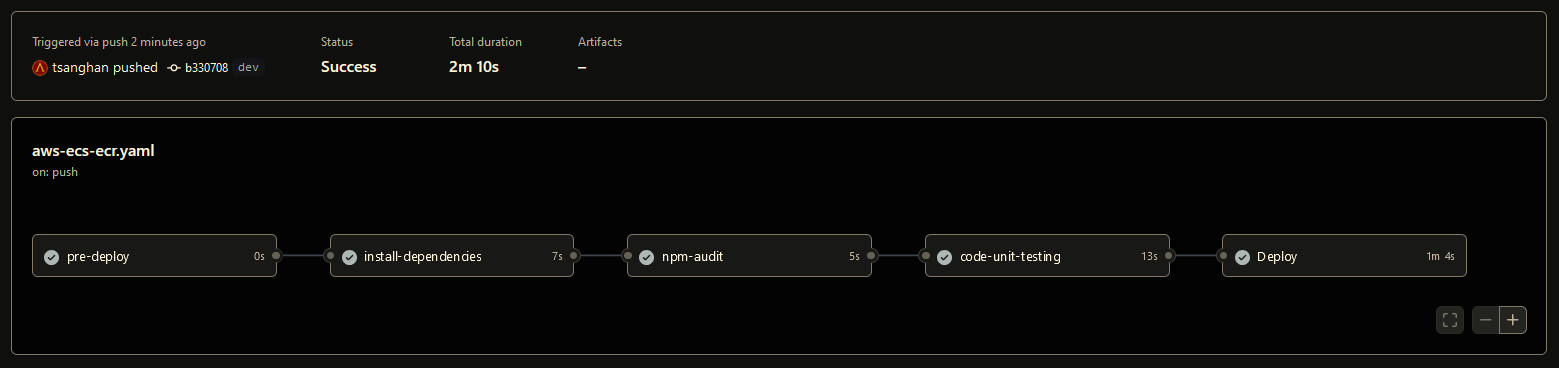 Triggered via push 2 minutes ago
tsanghan pushed b330708 dev
Status
Success
Total duration
2m 10s
Artifacts
–
aws-ecs-ecr.yaml
on: push
pre-deploy 0s
install-dependencies 7s
npm-audit 5s
code-unit-testing 13s
Deploy 1m 4s